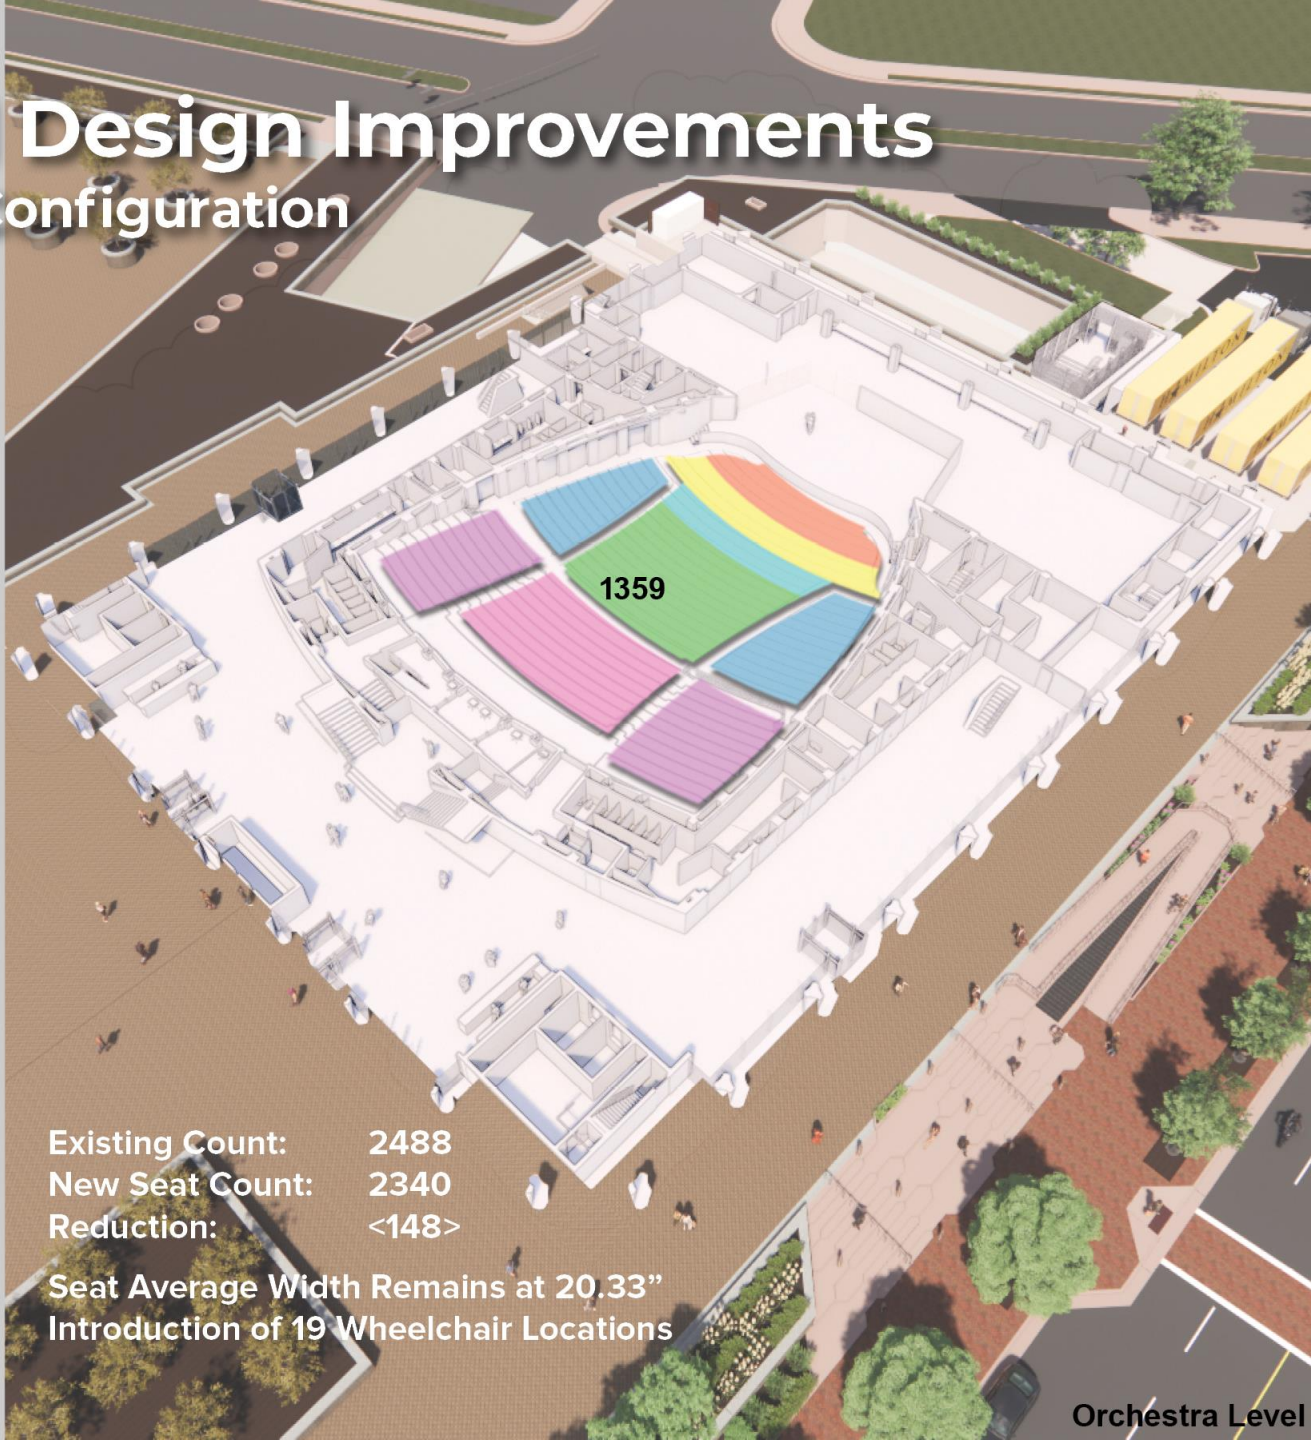 Design Improvements
Configuration
1359
Existing Count: 2488
New Seat Count: 2340
Reduction: <148>
Seat Average Width Remains at 20.33”
Introduction of 19 Wheelchair Locations
Orchestra Level